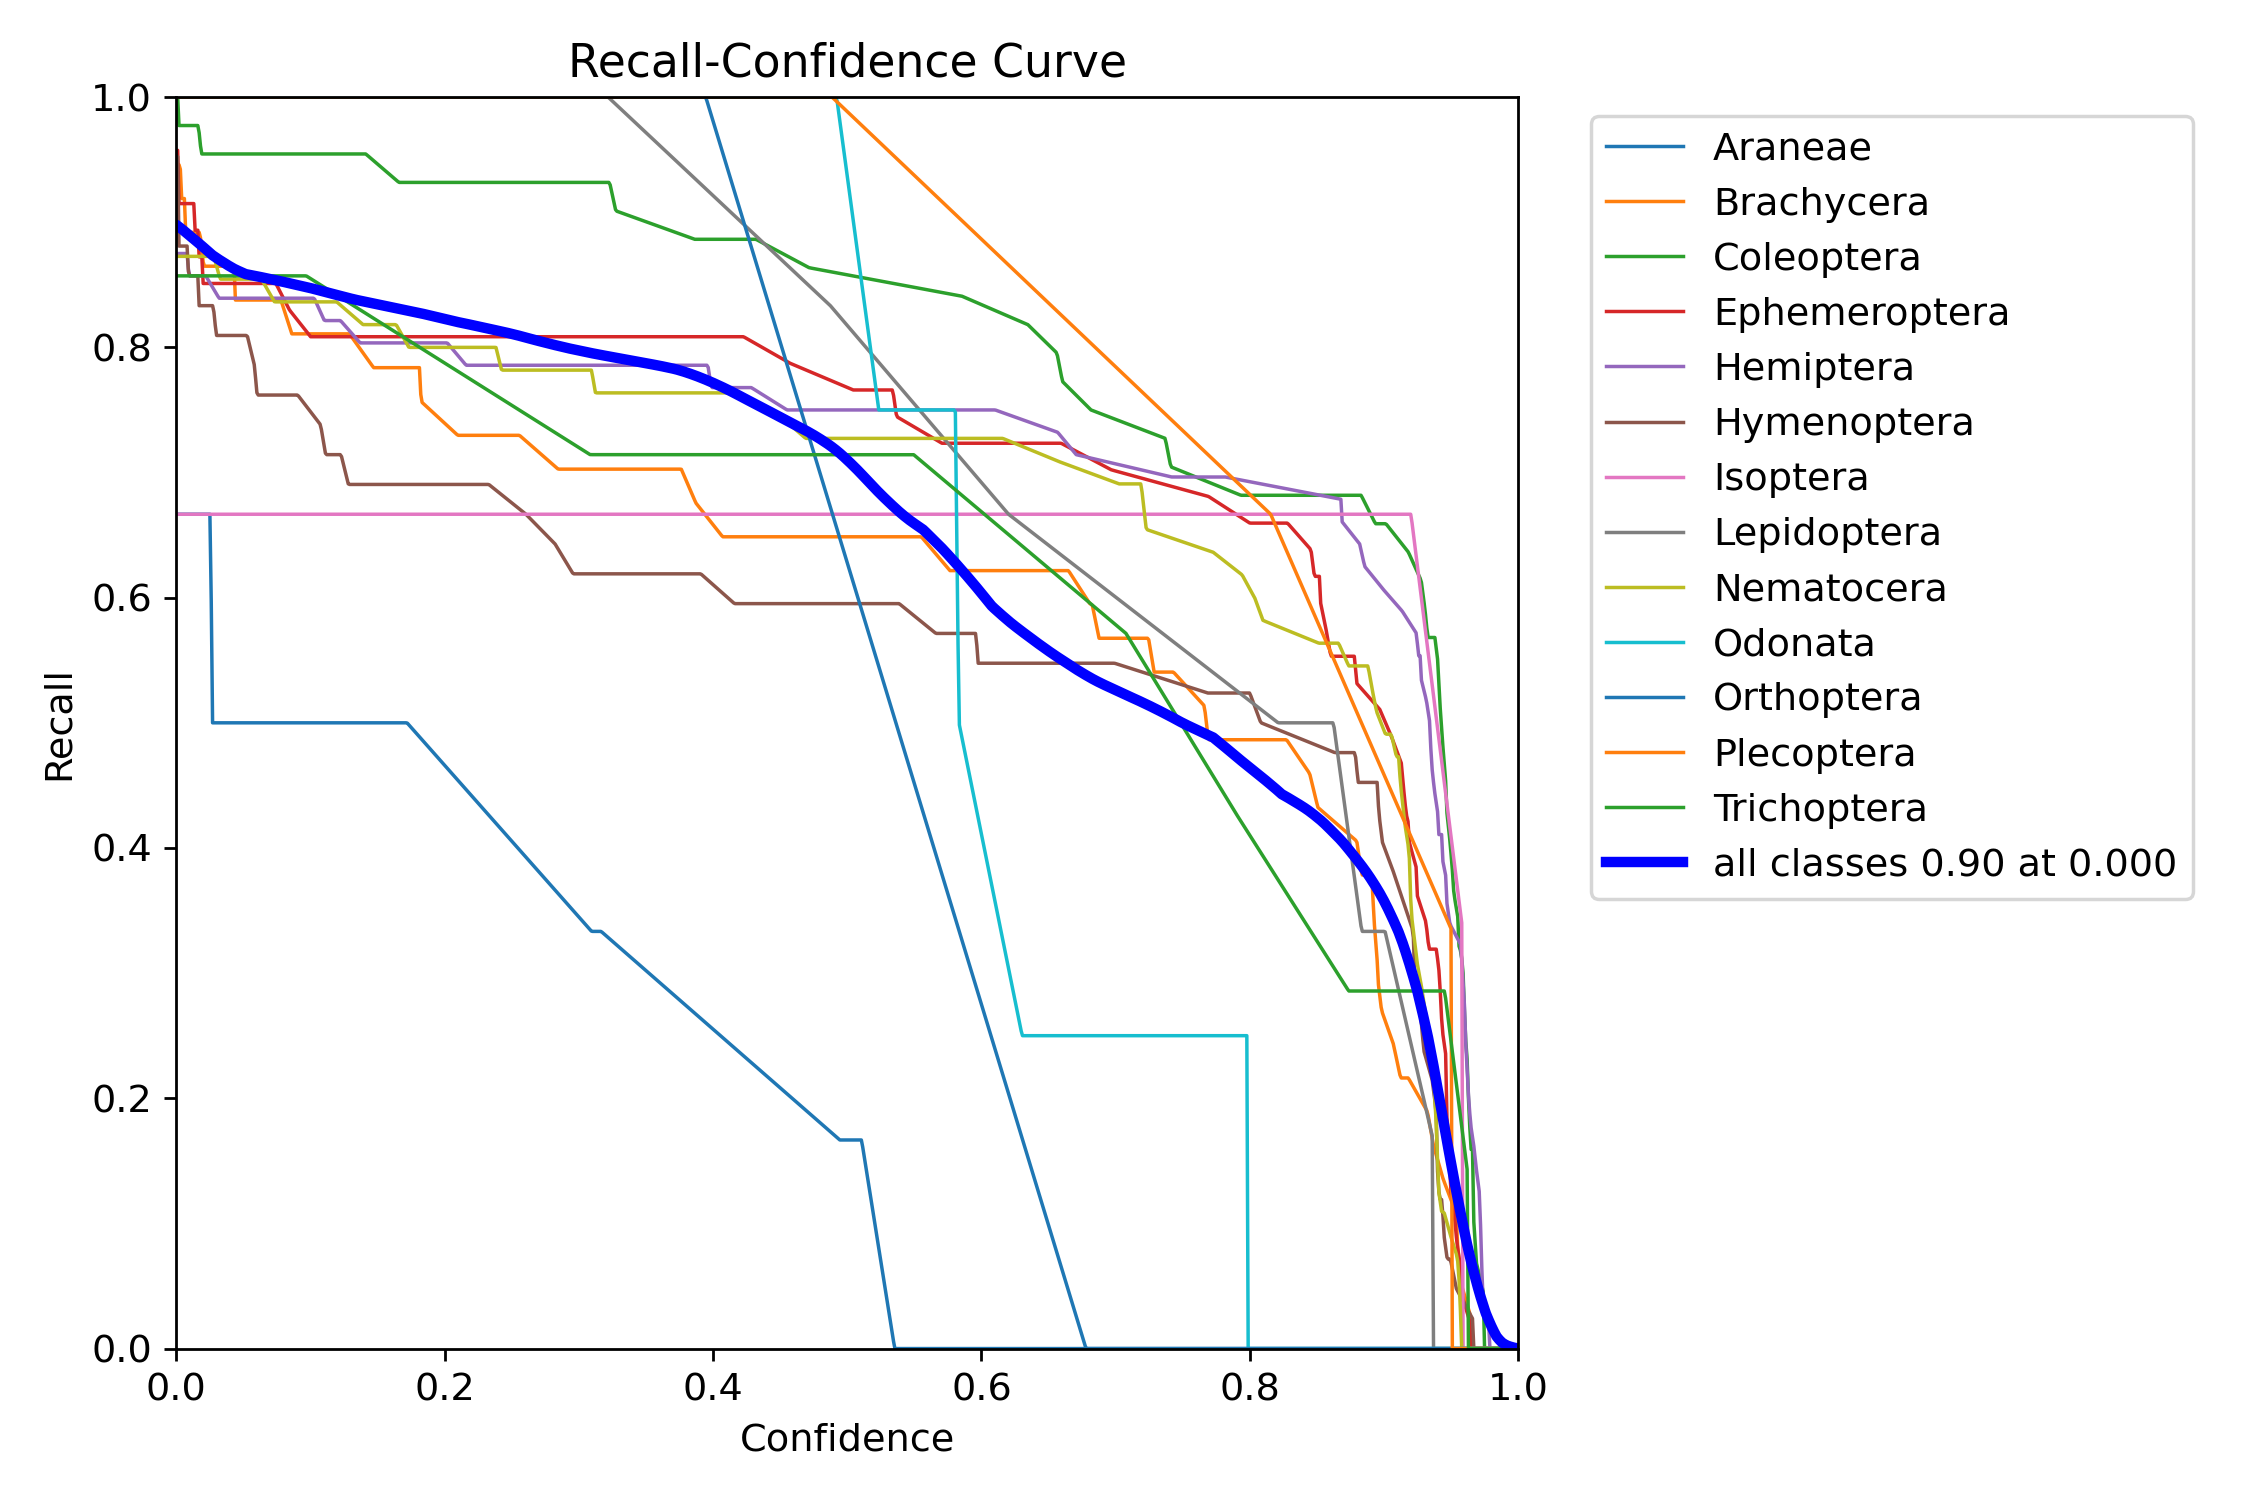 Recall-Confidence Curve
1.0
0.8
0.6
0.4
0.2
0.0
Recall
0.0 0.2 0.4 0.6 0.8 1.0
Confidence
Araneae
Brachycera
Coleoptera
Ephemeroptera
Hemiptera
Hymenoptera
Isoptera
Lepidoptera
Nematocera
Odonata
Orthoptera
Plecoptera
Trichoptera
all classes 0.90 at 0.000